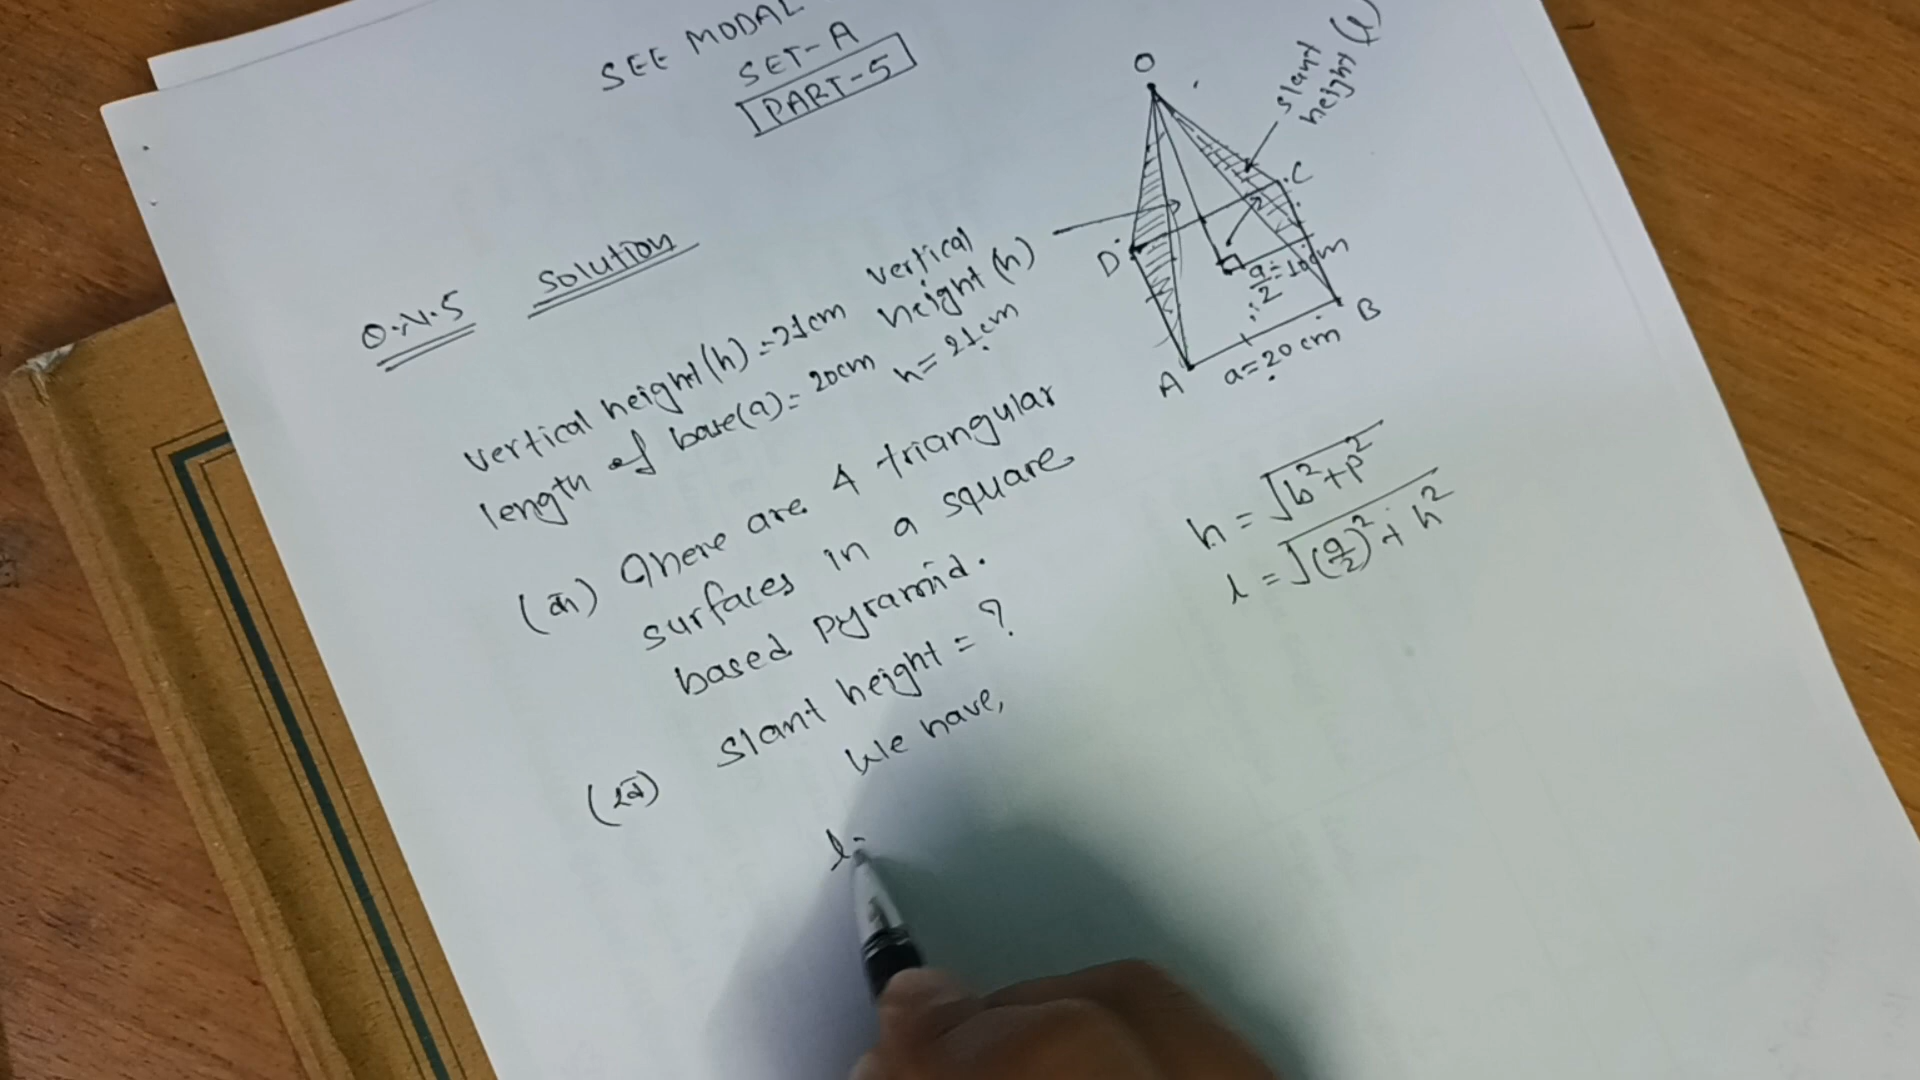 SEE MODAL
SET-A
PART-5
Q.N.5 Solution
vertical height(h)=21cm
length of base(a)= 20cm
vertical
height (h)
h= 21cm
O
slant
height (l)
C
D
a/2=10cm
B
A
a=20 cm
There are 4 triangular
surfaces in a square
based pyramid.
slant height = ?
We have,
l=
h = √b²+p²
l = √(a/2)² + h²